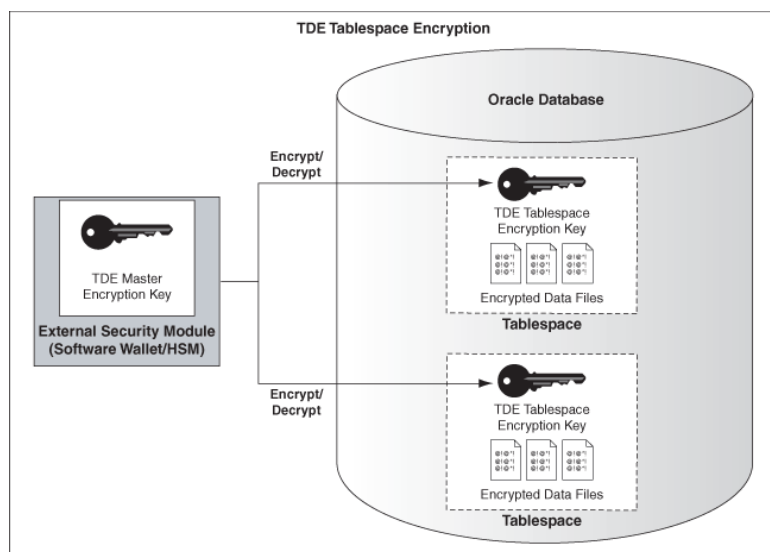 TDE Tablespace Encryption
Oracle Database
Encrypt/
Decrypt
TDE Tablespace
Encryption Key
Encrypted Data Files
Tablespace
TDE Master
Encryption Key
External Security Module
(Software Wallet/HSM)
Encrypt/
Decrypt
TDE Tablespace
Encryption Key
Encrypted Data Files
Tablespace